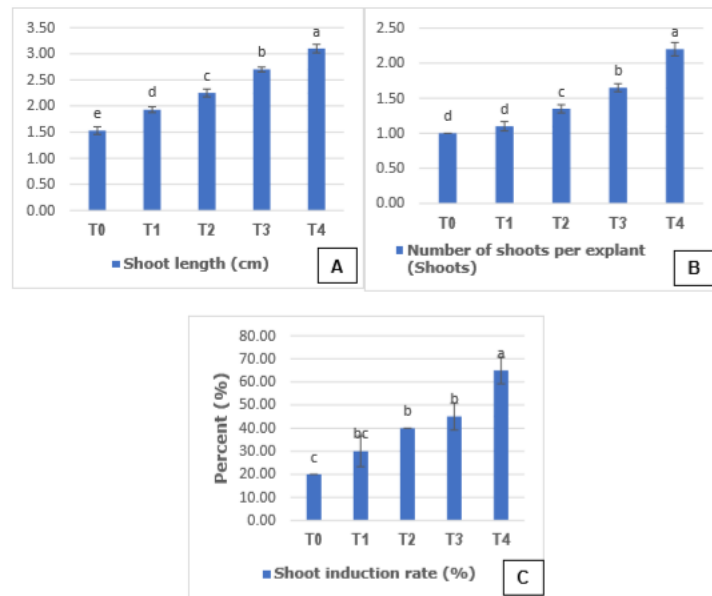 3.50
3.00
2.50
2.00
1.50
1.00
0.50
0.00
e
d
c
b
a
T0 T1 T2 T3 T4
Shoot length (cm)
A
2.50
2.00
1.50
1.00
0.50
0.00
d
d
c
b
a
T0 T1 T2 T3 T4
Number of shoots per explant
(Shoots)
B
Percent (%)
80.00
70.00
60.00
50.00
40.00
30.00
20.00
10.00
0.00
c
bc
b
b
a
T0 T1 T2 T3 T4
Shoot induction rate (%)
C